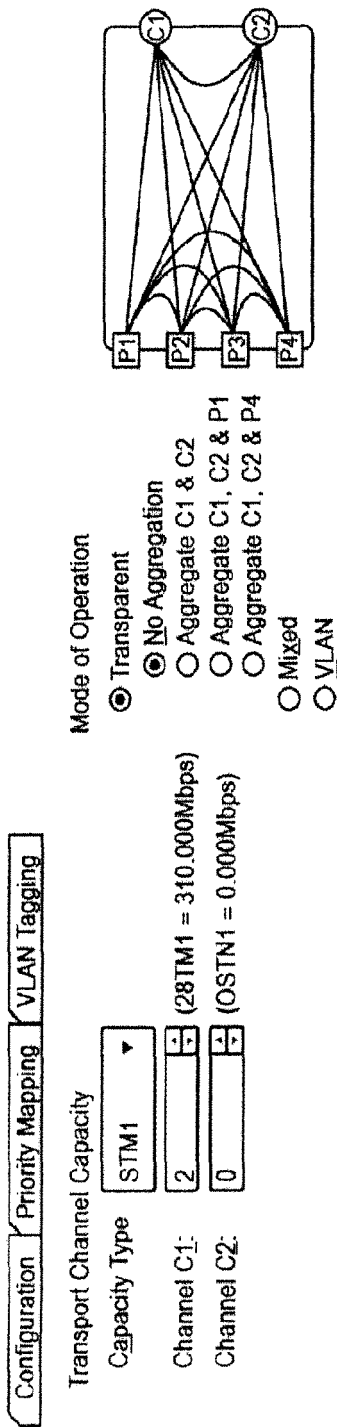 Configuration
Priority Mapping
VLAN Tagging
Transport Channel Capacity
Capacity Type
STM1
Channel C1:
2
(28TM1 = 310.000Mbps)
Channel C2:
0
(OSTN1 = 0.000Mbps)
Mode of Operation
Transparent
No Aggregation
Aggregate C1 & C2
Aggregate C1, C2 & P1
Aggregate C1, C2 & P4
Mixed
VLAN
P1
P2
P3
P4
C1
C2